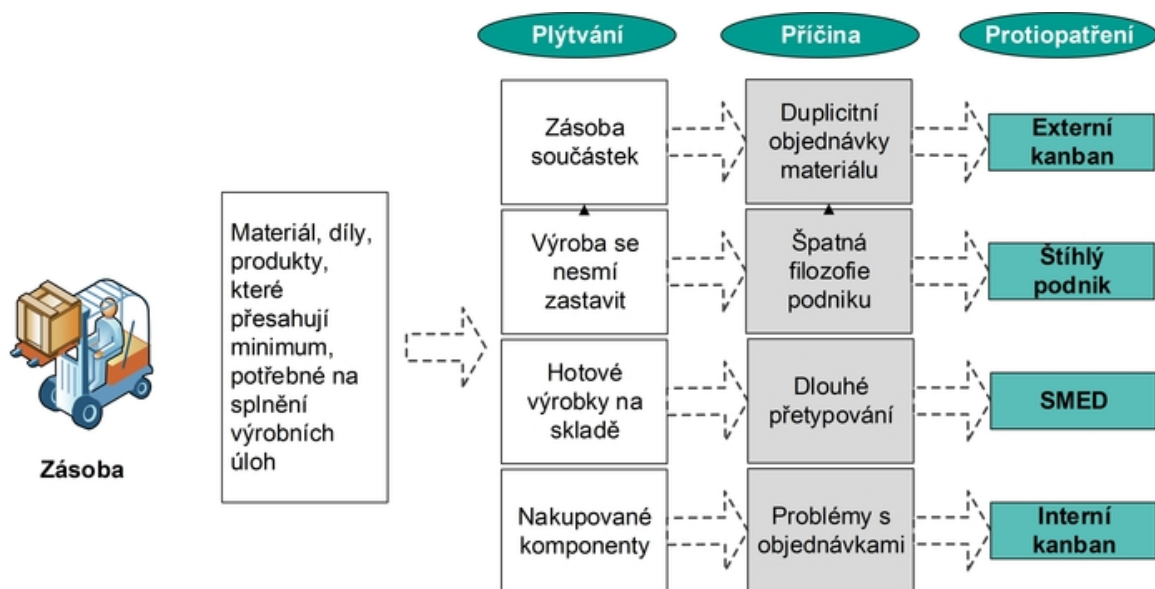 Plýtvání
Příčina
Protiopatření
Zásoba
součástek
Duplicitní
objednávky
materiálu
Externí
kanban
Materiál, díly,
produkty,
které
přesahují
minimum,
potřebné na
splnění
výrobních
úloh
Výroba se
nesmí
zastavit
Špatná
filozofie
podniku
Štíhlý
podnik
Hotové
výrobky na
skladě
Dlouhé
přetypování
SMED
Zásoba
Nakupované
komponenty
Problémy s
objednávkami
Interní
kanban